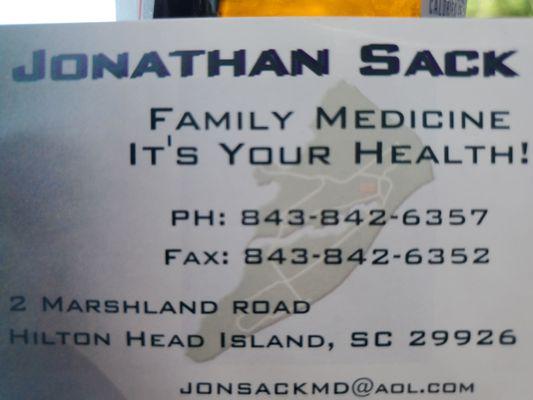 CALORIES
JONATHAN SACK
FAMILY MEDICINE
IT'S YOUR HEALTH!
PH: 843-842-6357
FAX: 843-842-6352
2 MARSHLAND ROAD
HILTON HEAD ISLAND, SC 29926
JONSACKMD@AOL.COM